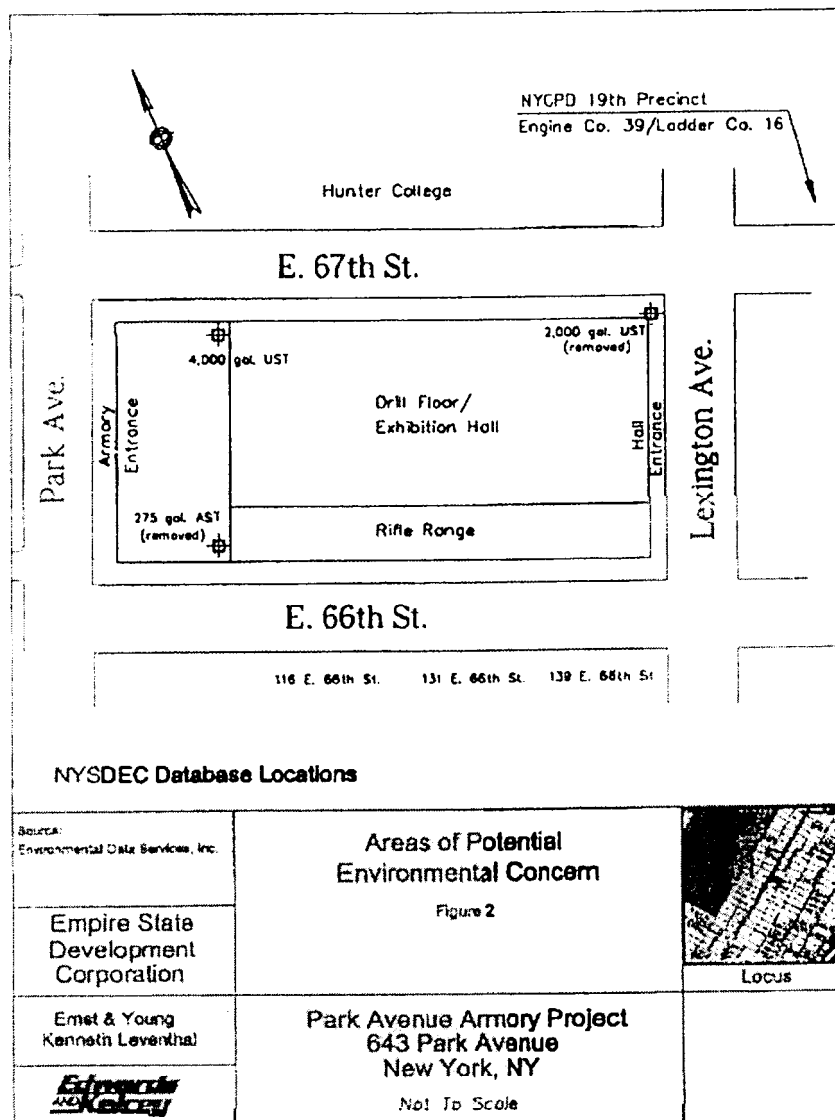 NYCPD 19th Precinct
Engine Co. 39/Ladder Co. 16
Hunter College
E. 67th St.
4,000 gal. UST
2,000 gal. UST
(removed)
Park Ave.
Armory
Entrance
Drill Floor/
Exhibition Hall
Hall
Entrance
Lexington Ave.
275 gal. AST
(removed)
Rifle Range
E. 66th St.
116 E. 66th St. 131 E. 66th St. 139 E. 66th St
NYSDEC Database Locations
Source:
Environmental Data Services, Inc.
Areas of Potential
Environmental Concern
Figure 2
Empire State
Development
Corporation
Locus
Ernst & Young
Kenneth Leventhal
Park Avenue Armory Project
643 Park Avenue
New York, NY
Not To Scale
Edwards
AND Kelcey